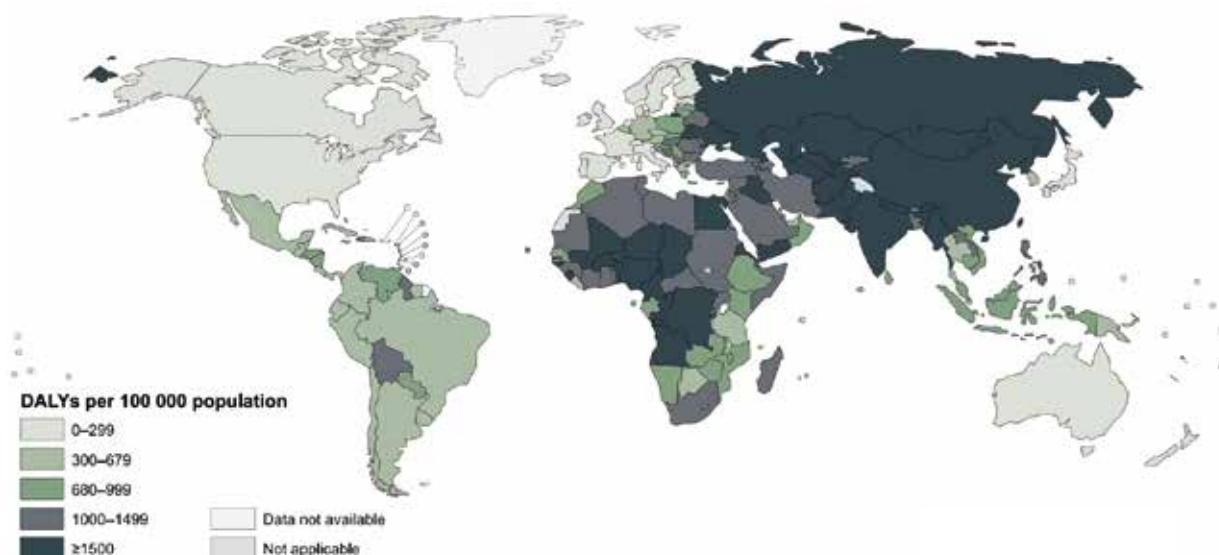 DALYs per 100 000 population
0–299
300–679
680–999
1000–1499
≥1500
Data not available
Not applicable